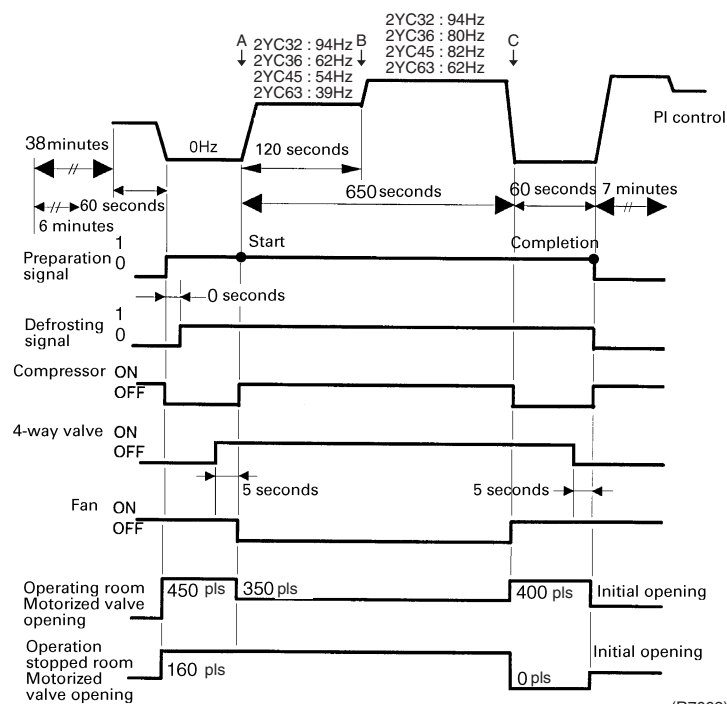 A
2YC32 : 94Hz
2YC36 : 62Hz
2YC45 : 54Hz
2YC63 : 39Hz
B
2YC32 : 94Hz
2YC36 : 80Hz
2YC45 : 82Hz
2YC63 : 62Hz
C
PI control
38 minutes
0Hz
120 seconds
650 seconds
60 seconds
7 minutes
60 seconds
6 minutes
Start
Completion
Preparation signal
1
0
0 seconds
Defrosting signal
1
0
Compressor
ON
OFF
4-way valve
ON
OFF
5 seconds
5 seconds
Fan
ON
OFF
Operating room
Motorized valve
opening
450 pls
350 pls
400 pls
Initial opening
Operation
stopped room
Motorized
valve opening
160 pls
0 pls
Initial opening